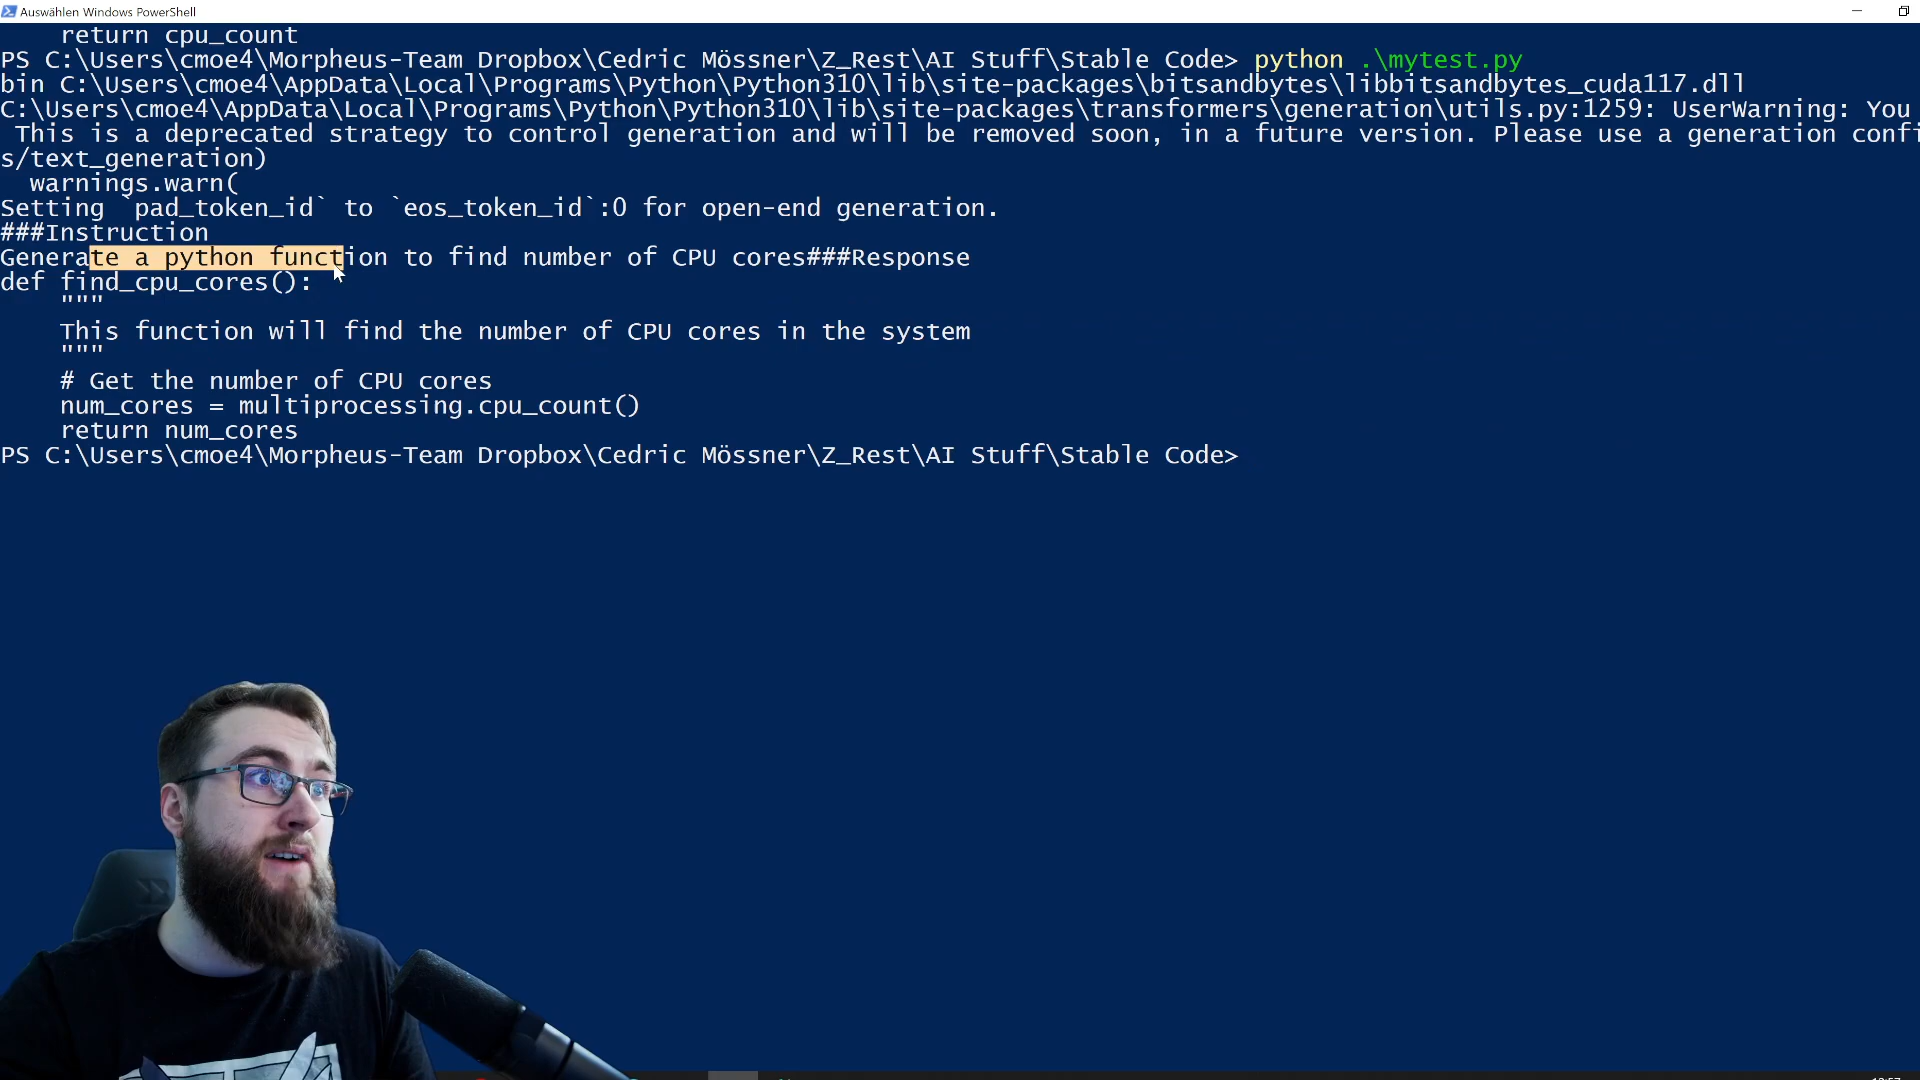 Auswählen Windows PowerShell
    return cpu_count
PS C:\Users\cmoe4\Morpheus-Team Dropbox\Cedric Mössner\Z_Rest\AI Stuff\Stable Code> python .\mytest.py
bin C:\Users\cmoe4\AppData\Local\Programs\Python\Python310\lib\site-packages\bitsandbytes\libbitsandbytes_cuda117.dll
C:\Users\cmoe4\AppData\Local\Programs\Python\Python310\lib\site-packages\transformers\generation\utils.py:1259: UserWarning: You
 This is a deprecated strategy to control generation and will be removed soon, in a future version. Please use a generation confi
s/text_generation)
  warnings.warn(
Setting `pad_token_id` to `eos_token_id`:0 for open-end generation.
###Instruction
Generate a python function to find number of CPU cores###Response
def find_cpu_cores():
    """
    This function will find the number of CPU cores in the system
    """
    # Get the number of CPU cores
    num_cores = multiprocessing.cpu_count()
    return num_cores
PS C:\Users\cmoe4\Morpheus-Team Dropbox\Cedric Mössner\Z_Rest\AI Stuff\Stable Code>